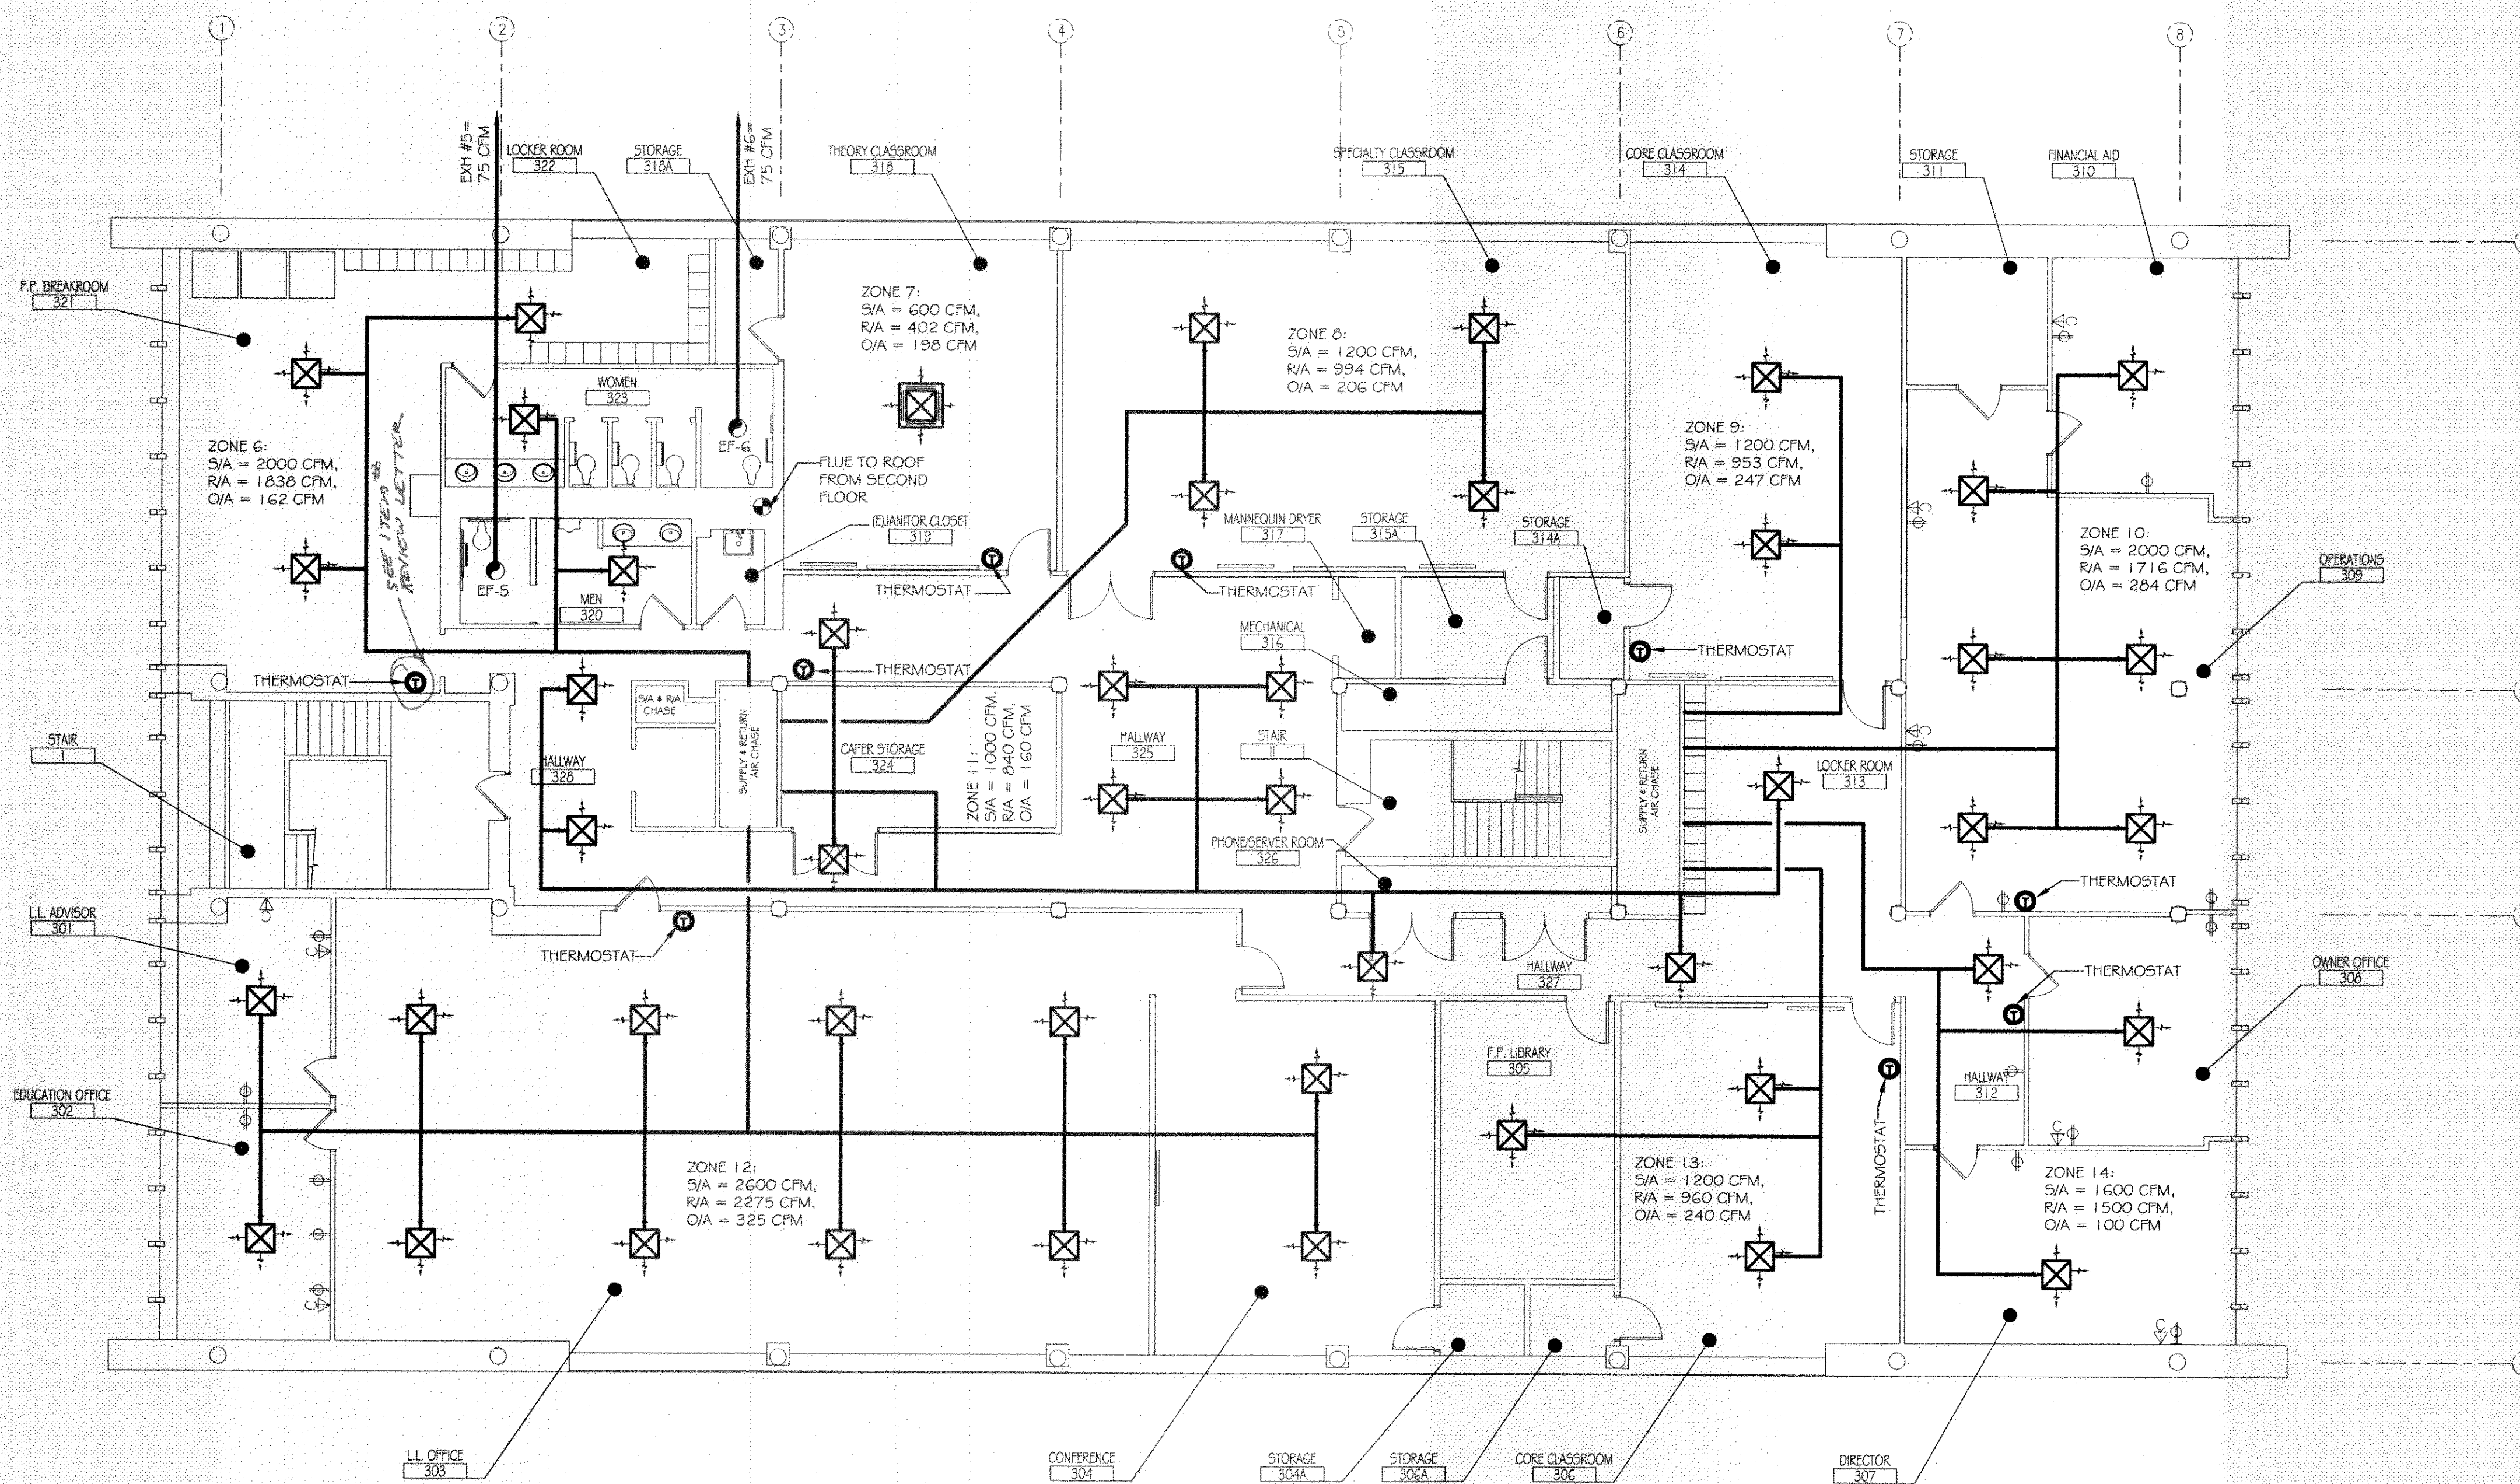 1
2
3
4
5
6
7
8
EXH #5=
75 CFM
EXH #6=
75 CFM
LOCKER ROOM
322
STORAGE
318A
THEORY CLASSROOM
318
SPECIALTY CLASSROOM
315
CORE CLASSROOM
314
STORAGE
311
FINANCIAL AID
310
F.P. BREAKROOM
321
ZONE 7:
S/A = 600 CFM,
R/A = 402 CFM,
O/A = 198 CFM
ZONE 8:
S/A = 1200 CFM,
R/A = 994 CFM,
O/A = 206 CFM
WOMEN
323
EF-6
ZONE 6:
S/A = 2000 CFM,
R/A = 1838 CFM,
O/A = 162 CFM
SEE ITEM #2
REVIEW LETTER
ZONE 9:
S/A = 1200 CFM,
R/A = 953 CFM,
O/A = 247 CFM
FLUE TO ROOF
FROM SECOND
FLOOR
(E)JANITOR CLOSET
319
MANNEQUIN DRYER
317
STORAGE
315A
STORAGE
314A
ZONE 10:
S/A = 2000 CFM,
R/A = 1716 CFM,
O/A = 284 CFM
OPERATIONS
309
EF-5
MEN
320
T
THERMOSTAT
T
THERMOSTAT
MECHANICAL
316
T
THERMOSTAT
T
THERMOSTAT
THERMOSTAT
T
S/A & R/A
CHASE
SUPPLY & RETURN
AIR CHASE
STAIR
I
HALLWAY
328
CAPER STORAGE
324
ZONE 11:
S/A = 1000 CFM,
R/A = 840 CFM,
O/A = 160 CFM
HALLWAY
325
STAIR
II
SUPPLY & RETURN
AIR CHASE
LOCKER ROOM
313
PHONE/SERVER ROOM
326
T
THERMOSTAT
L.L. ADVISOR
301
C
C
THERMOSTAT
T
HALLWAY
327
T
THERMOSTAT
OWNER OFFICE
308
EDUCATION OFFICE
302
F.P. LIBRARY
305
T
THERMOSTAT
HALLWAY
312
C
ZONE 12:
S/A = 2600 CFM,
R/A = 2275 CFM,
O/A = 325 CFM
ZONE 13:
S/A = 1200 CFM,
R/A = 960 CFM,
O/A = 240 CFM
ZONE 14:
S/A = 1600 CFM,
R/A = 1500 CFM,
O/A = 100 CFM
C
C
L.L. OFFICE
303
CONFERENCE
304
STORAGE
304A
STORAGE
306A
CORE CLASSROOM
306
DIRECTOR
307